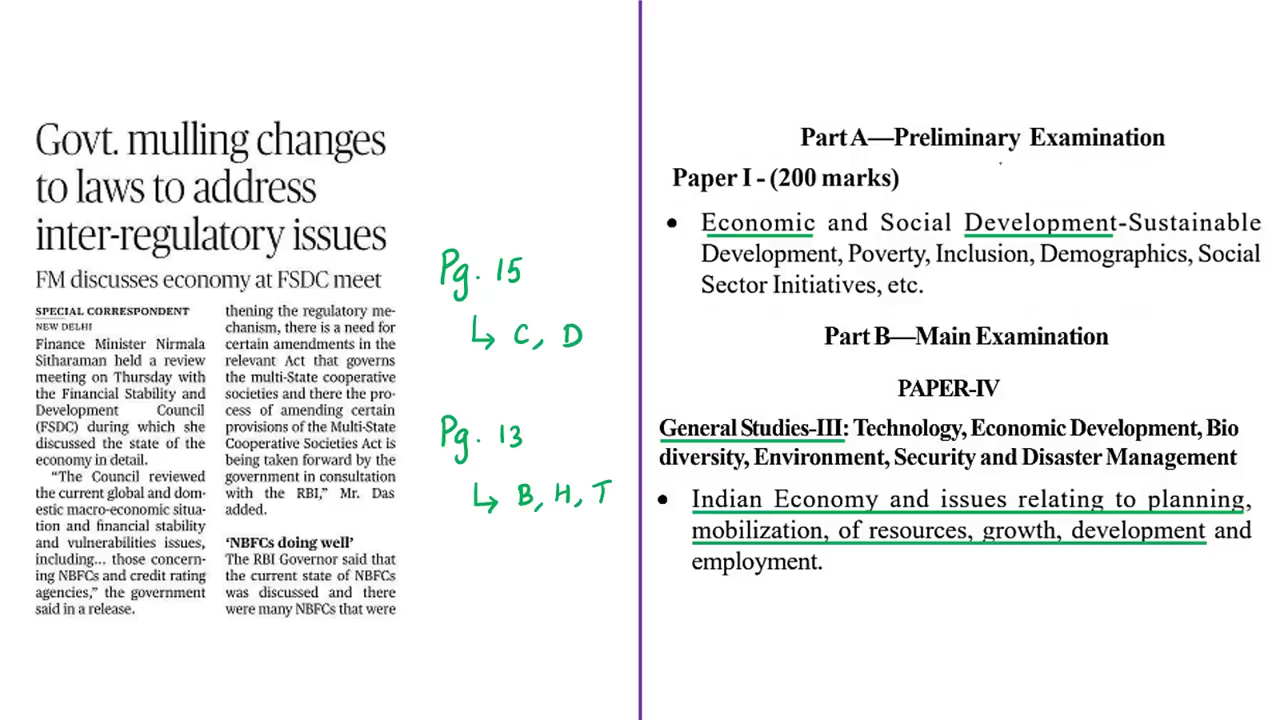 Govt. mulling changes
to laws to address
inter-regulatory issues
FM discusses economy at FSDC meet
SPECIAL CORRESPONDENT
NEW DELHI
Finance Minister Nirmala
Sitharaman held a review
meeting on Thursday with
the Financial Stability and
Development Council
(FSDC) during which she
discussed the state of the
economy in detail.
“The Council reviewed
the current global and dom-
estic macro-economic situa-
tion and financial stability
and vulnerabilities issues,
including... those concern-
ing NBFCs and credit rating
agencies,” the government
said in a release.
thening the regulatory me-
chanism, there is a need for
certain amendments in the
relevant Act that governs
the multi-State cooperative
societies and there the pro-
cess of amending certain
provisions of the Multi-State
Cooperative Societies Act is
being taken forward by the
government in consultation
with the RBI,” Mr. Das
added.
‘NBFCs doing well’
The RBI Governor said that
the current state of NBFCs
was discussed and there
were many NBFCs that were
Pg. 15
↳ C, D
Pg. 13
↳ B, H, T
Part A—Preliminary Examination
Paper I - (200 marks)
• Economic and Social Development-Sustainable
Development, Poverty, Inclusion, Demographics, Social
Sector Initiatives, etc.
Part B—Main Examination
PAPER-IV
General Studies-III: Technology, Economic Development, Bio
diversity, Environment, Security and Disaster Management
• Indian Economy and issues relating to planning,
mobilization, of resources, growth, development and
employment.